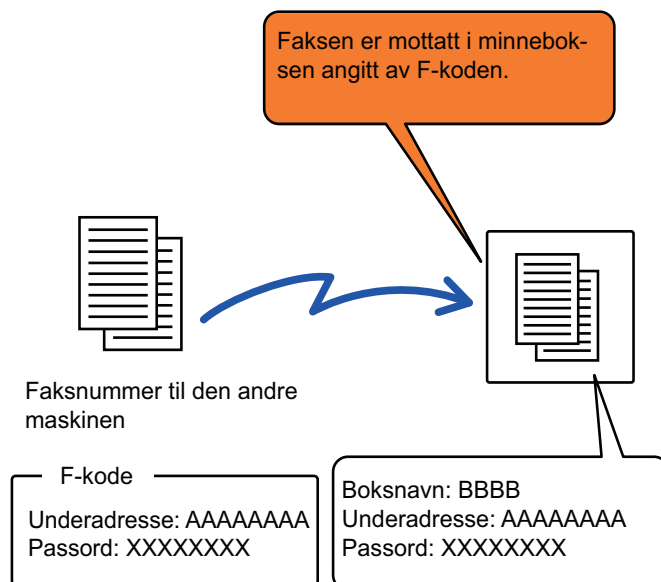 Faksen er mottatt i minnebok-
sen angitt av F-koden.
Faksnummer til den andre
maskinen
F-kode
Underadresse: AAAAAAAA
Passord: XXXXXXXX
Boksnavn: BBBB
Underadresse: AAAAAAAA
Passord: XXXXXXXX